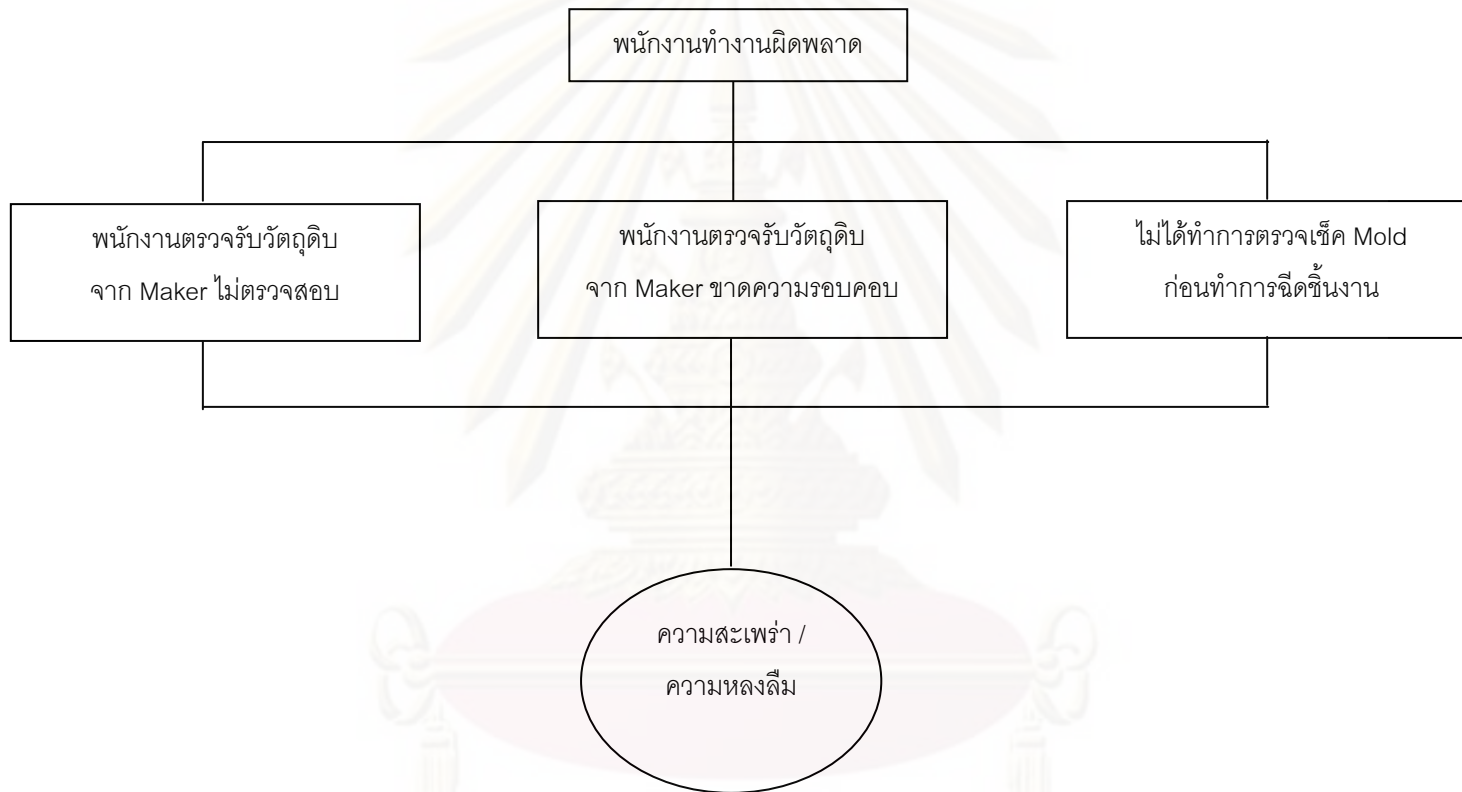 พนักงานทำงานผิดพลาด
พนักงานตรวจรับวัตถุดิบ
จาก Maker ไม่ตรวจสอบ
พนักงานตรวจรับวัตถุดิบ
จาก Maker ขาดความรอบคอบ
ไม่ได้ทำการตรวจเช็ค Mold
ก่อนทำการฉีดชิ้นงาน
ความสะเพร่า /
ความหลงลืม